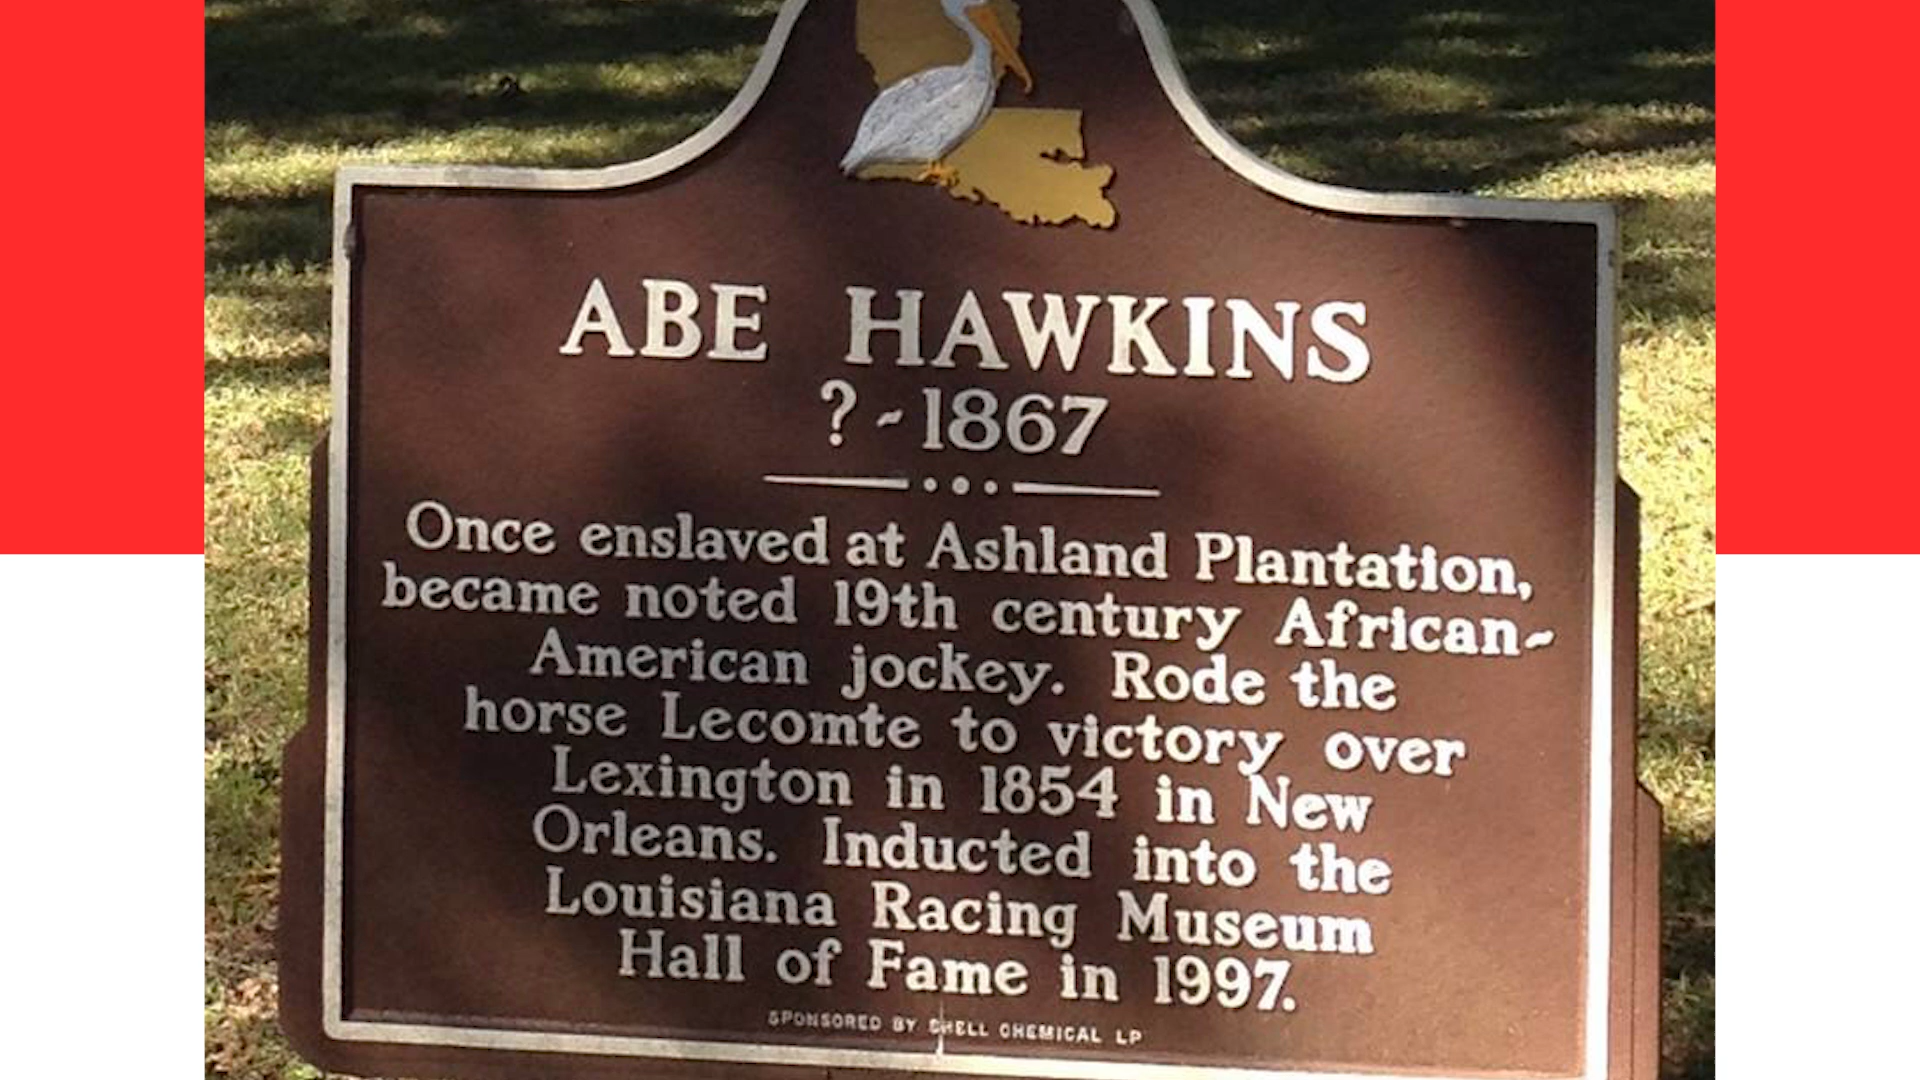 ABE HAWKINS
? - 1867
Once enslaved at Ashland Plantation,
became noted 19th century African-
American jockey. Rode the
horse Lecomte to victory over
Lexington in 1854 in New
Orleans. Inducted into the
Louisiana Racing Museum
Hall of Fame in 1997.
SPONSORED BY SHELL CHEMICAL LP